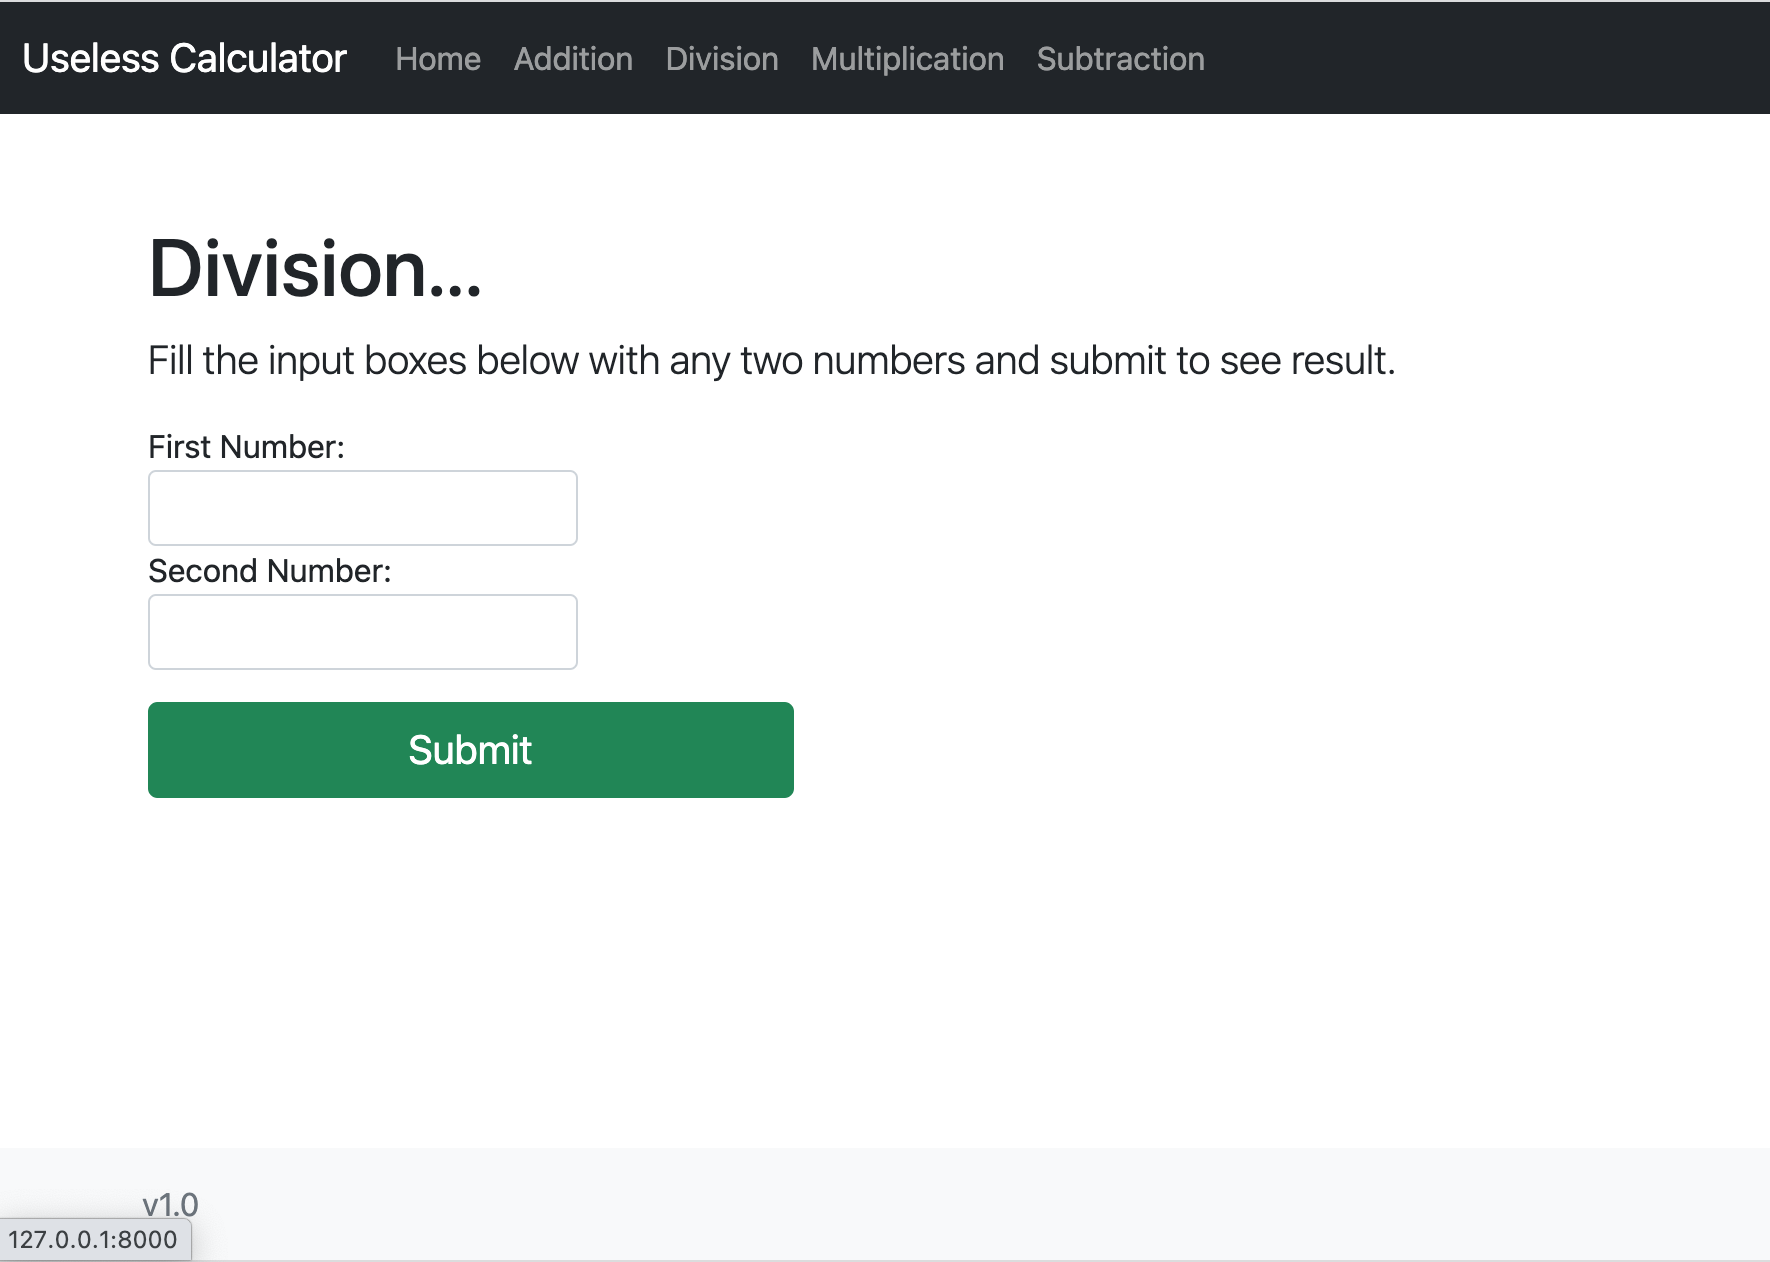 Useless Calculator Home Addition Division Multiplication Subtraction
Division...
Fill the input boxes below with any two numbers and submit to see result.
First Number:
Second Number:
Submit
v1.0
127.0.0.1:8000